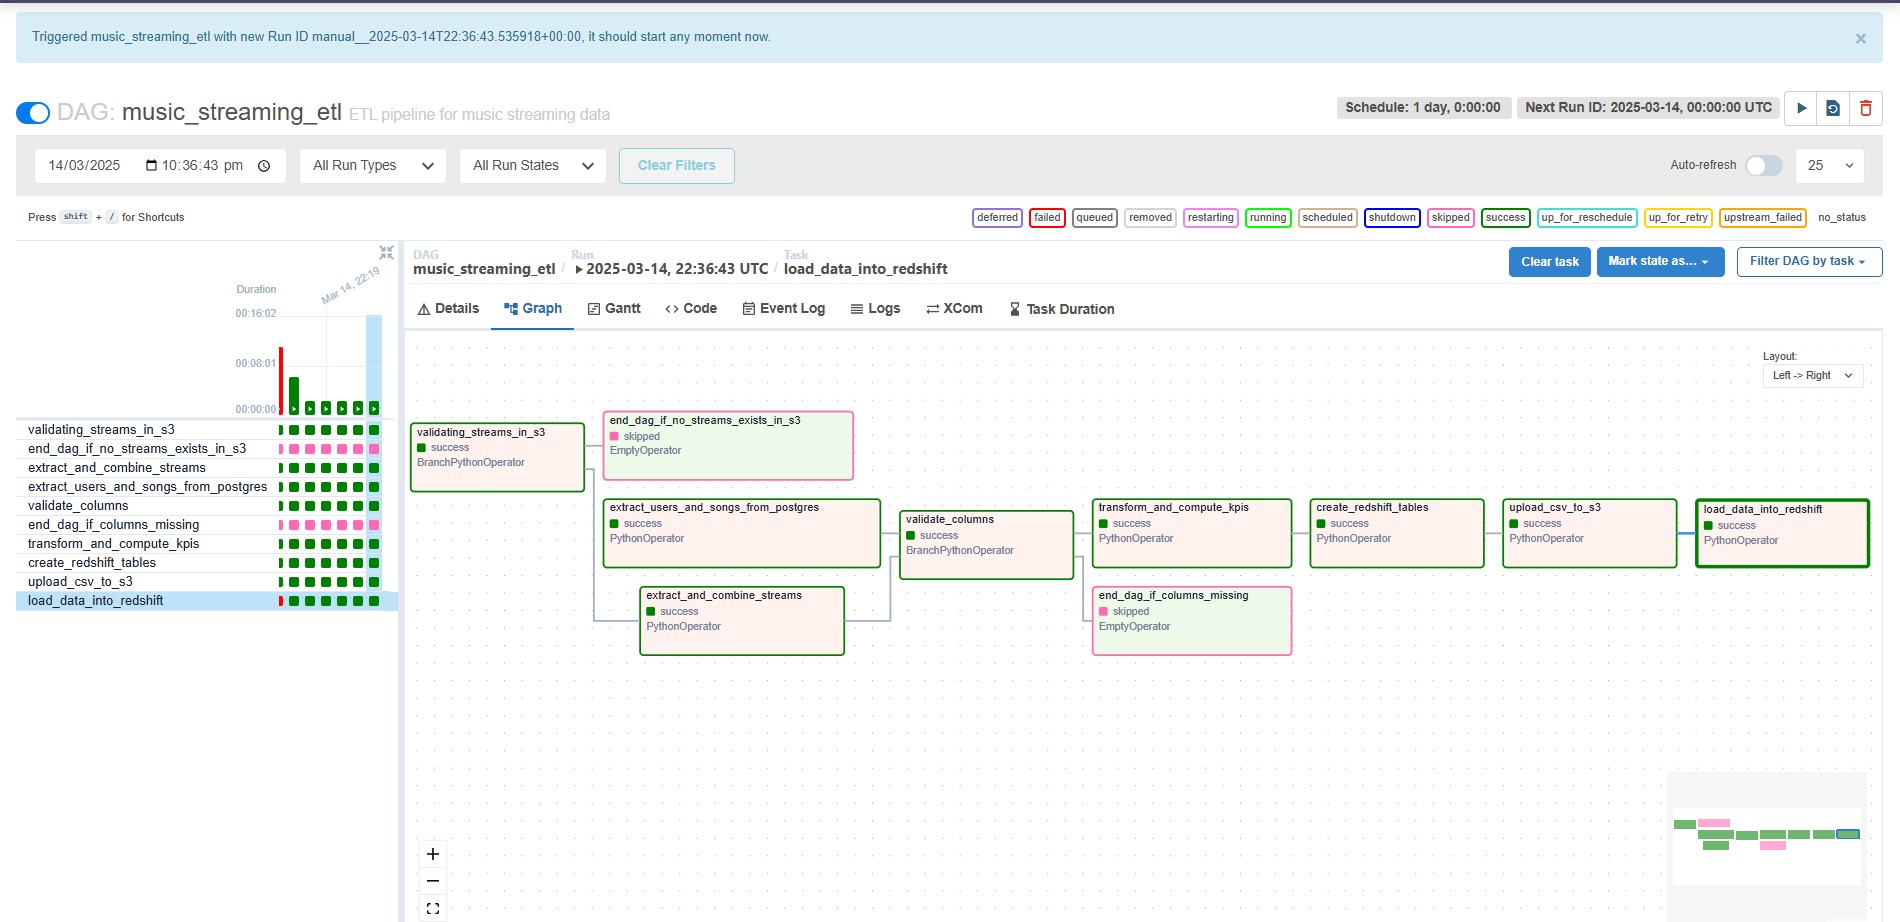 Triggered music_streaming_etl with new Run ID manual__2025-03-14T22:36:43.535918+00:00, it should start any moment now.
×
DAG: music_streaming_etl ETL pipeline for music streaming data
Schedule: 1 day, 0:00:00
Next Run ID: 2025-03-14, 00:00:00 UTC
14/03/2025 10:36:43 pm
All Run Types
All Run States
Clear Filters
Auto-refresh
25
Press shift + / for Shortcuts
deferred failed queued removed restarting running scheduled shutdown skipped success up_for_reschedule up_for_retry upstream_failed no_status
Duration
Mar 14, 22:19
00:16:02
00:08:01
00:00:00
validating_streams_in_s3
end_dag_if_no_streams_exists_in_s3
extract_and_combine_streams
extract_users_and_songs_from_postgres
validate_columns
end_dag_if_columns_missing
transform_and_compute_kpis
create_redshift_tables
upload_csv_to_s3
load_data_into_redshift
DAG
music_streaming_etl
/
Run
2025-03-14, 22:36:43 UTC
/
Task
load_data_into_redshift
Clear task
Mark state as...
Filter DAG by task
Details
Graph
Gantt
Code
Event Log
Logs
XCom
Task Duration
Layout:
Left -> Right
validating_streams_in_s3
success
BranchPythonOperator
end_dag_if_no_streams_exists_in_s3
skipped
EmptyOperator
extract_users_and_songs_from_postgres
success
PythonOperator
extract_and_combine_streams
success
PythonOperator
validate_columns
success
BranchPythonOperator
transform_and_compute_kpis
success
PythonOperator
end_dag_if_columns_missing
skipped
EmptyOperator
create_redshift_tables
success
PythonOperator
upload_csv_to_s3
success
PythonOperator
load_data_into_redshift
success
PythonOperator